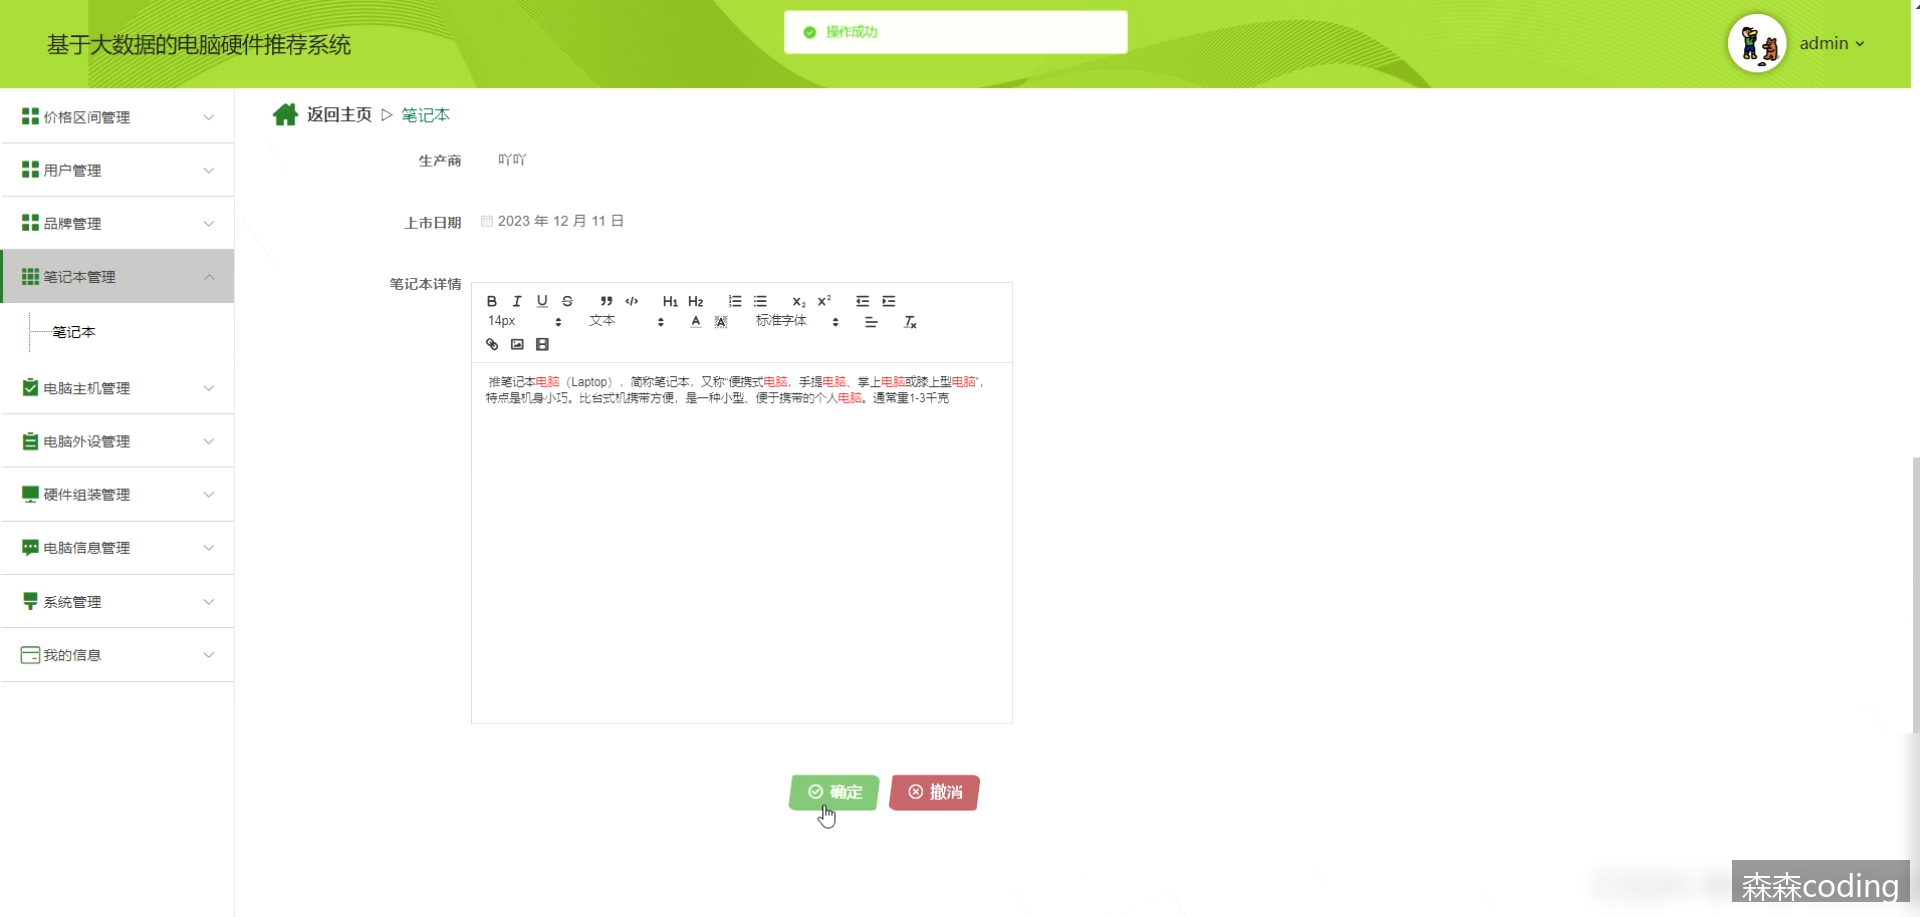 基于大数据的电脑硬件推荐系统
操作成功
admin
价格区间管理
用户管理
品牌管理
笔记本管理
笔记本
电脑主机管理
电脑外设管理
硬件组装管理
电脑信息管理
系统管理
我的信息
返回主页 ▷ 笔记本
生产商 吖吖
上市日期 2023 年 12 月 11 日
笔记本详情
B I U S ” </> H1 H2 x₂ x²
14px 文本 A A 标准字体 Tx
推笔记本电脑（Laptop），简称笔记本，又称“便携式电脑，手提电脑、掌上电脑或膝上型电脑”，
特点是机身小巧。比台式机携带方便，是一种小型、便于携带的个人电脑。通常重1-3千克
确定 撤消
森森coding